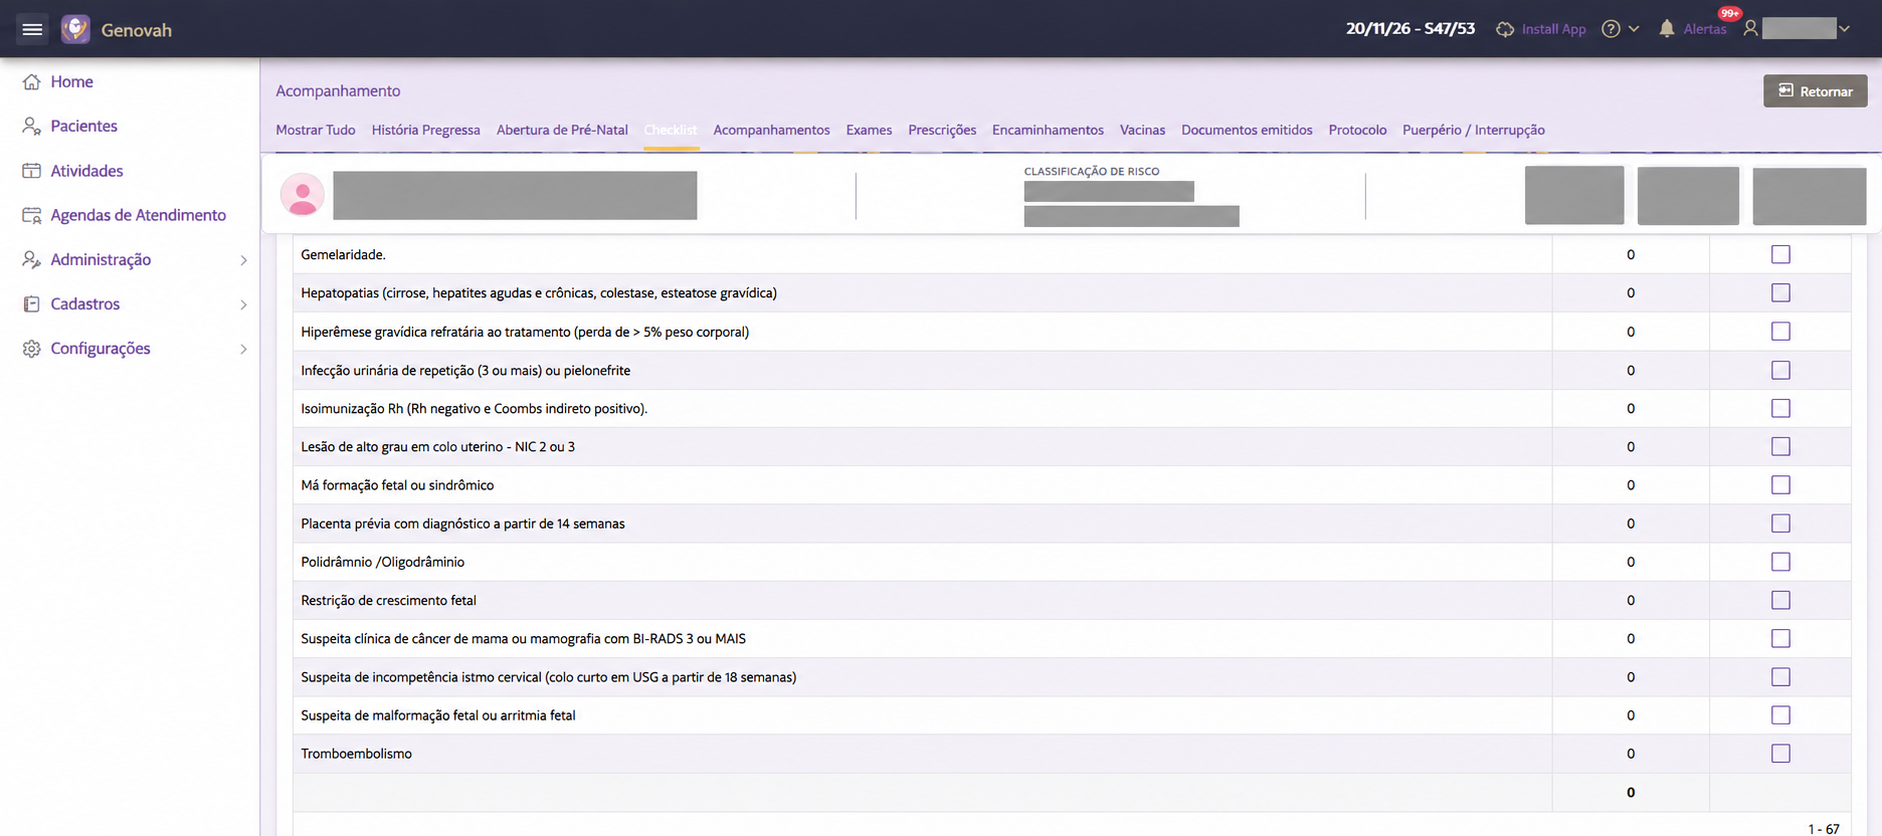 Genovah
20/11/26 - S47/53
Install App
?
Alertas
99+
Home
Pacientes
Atividades
Agendas de Atendimento
Administração
Cadastros
Configurações
Acompanhamento
Retornar
Mostrar Tudo História Pregressa Abertura de Pré-Natal Checklist Acompanhamentos Exames Prescrições Encaminhamentos Vacinas Documentos emitidos Protocolo Puerpério / Interrupção
CLASSIFICAÇÃO DE RISCO
Gemelaridade. 0
Hepatopatias (cirrose, hepatites agudas e crônicas, colestase, esteatose gravídica) 0
Hiperêmese gravídica refratária ao tratamento (perda de > 5% peso corporal) 0
Infecção urinária de repetição (3 ou mais) ou pielonefrite 0
Isoimunização Rh (Rh negativo e Coombs indireto positivo). 0
Lesão de alto grau em colo uterino - NIC 2 ou 3 0
Má formação fetal ou sindrômico 0
Placenta prévia com diagnóstico a partir de 14 semanas 0
Polidrâmnio /Oligodrâminio 0
Restrição de crescimento fetal 0
Suspeita clínica de câncer de mama ou mamografia com BI-RADS 3 ou MAIS 0
Suspeita de incompetência istmo cervical (colo curto em USG a partir de 18 semanas) 0
Suspeita de malformação fetal ou arritmia fetal 0
Tromboembolismo 0
0
1 - 67